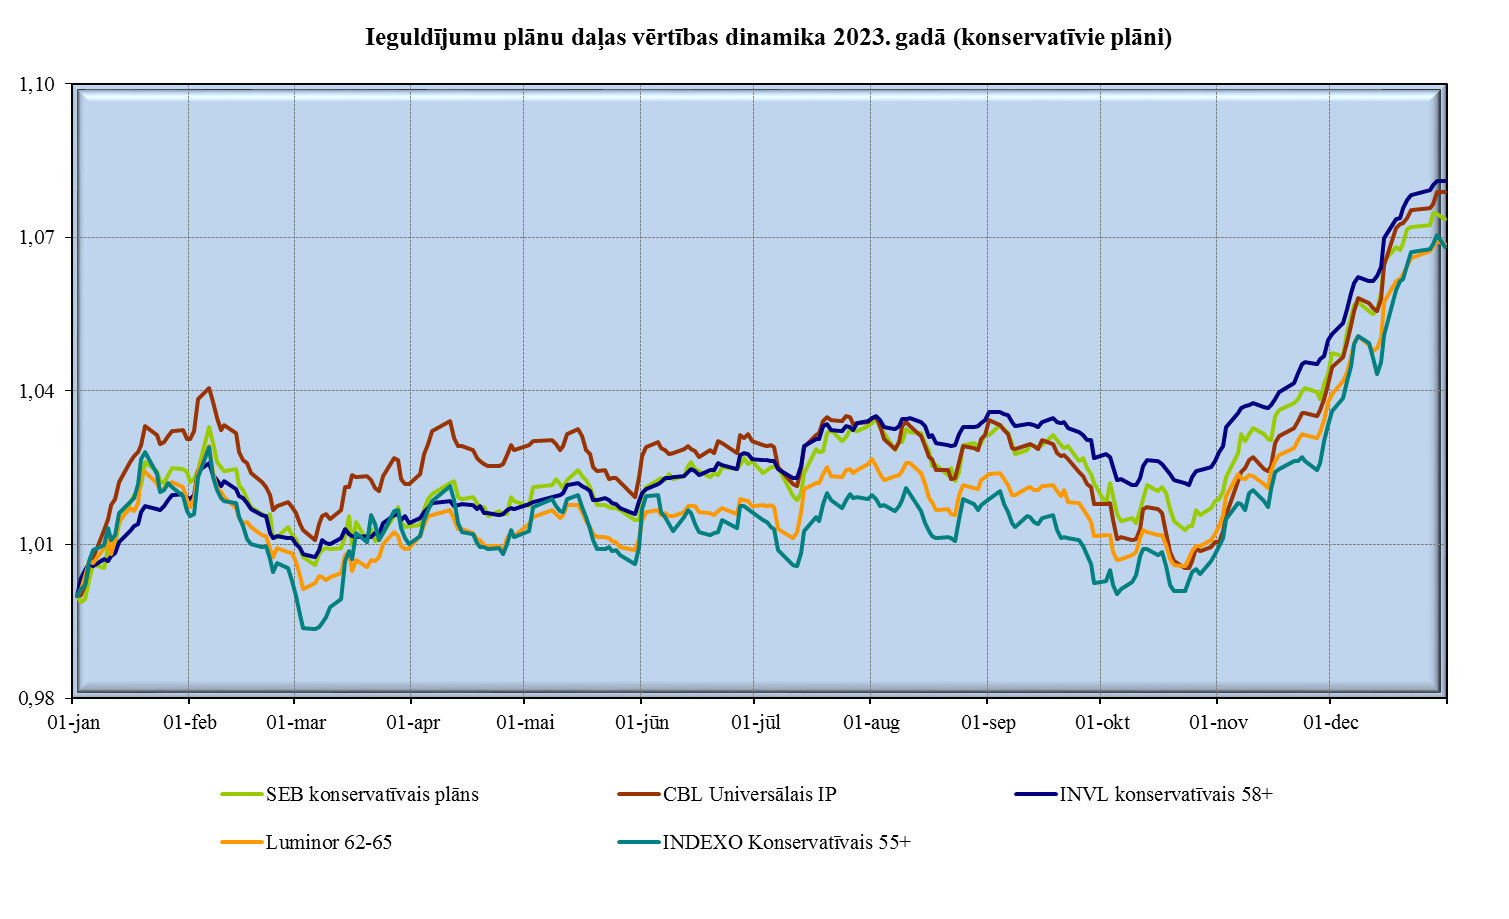 Ieguldījumu plānu daļas vērtības dinamika 2023. gadā (konservatīvie plāni)
1,10
1,07
1,04
1,01
0,98
01-jan 01-feb 01-mar 01-apr 01-mai 01-jūn 01-jūl 01-aug 01-sep 01-okt 01-nov 01-dec
SEB konservatīvais plāns CBL Universālais IP INVL konservatīvais 58+
Luminor 62-65 INDEXO Konservatīvais 55+